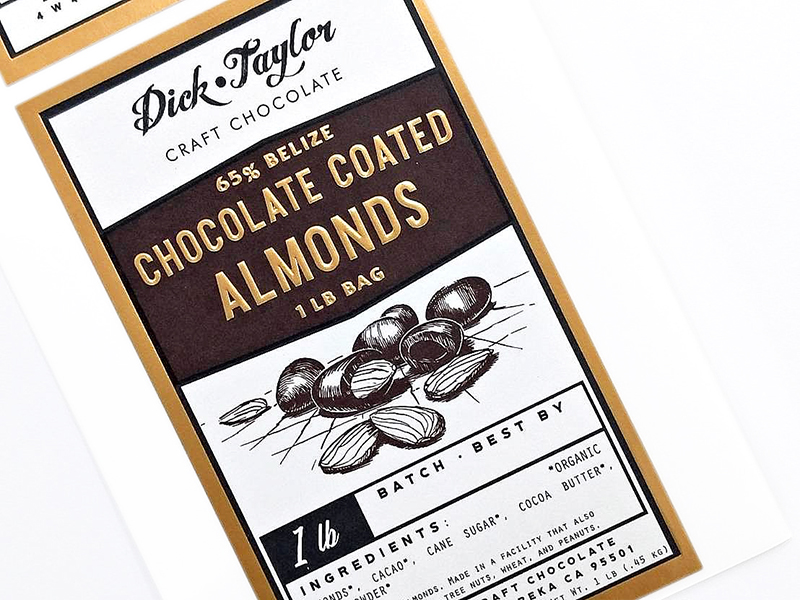 4 W
Dick•Taylor
CRAFT CHOCOLATE
65% BELIZE
CHOCOLATE COATED
ALMONDS
1 LB BAG
BATCH • BEST BY
1 lb
*ORGANIC
INGREDIENTS:
CACAO*, CANE SUGAR*, COCOA BUTTER*,
MADE IN A FACILITY THAT ALSO
TREE NUTS, WHEAT, AND PEANUTS.
CHOCOLATE
CA 95501
WT. 1 LB (.45 KG)